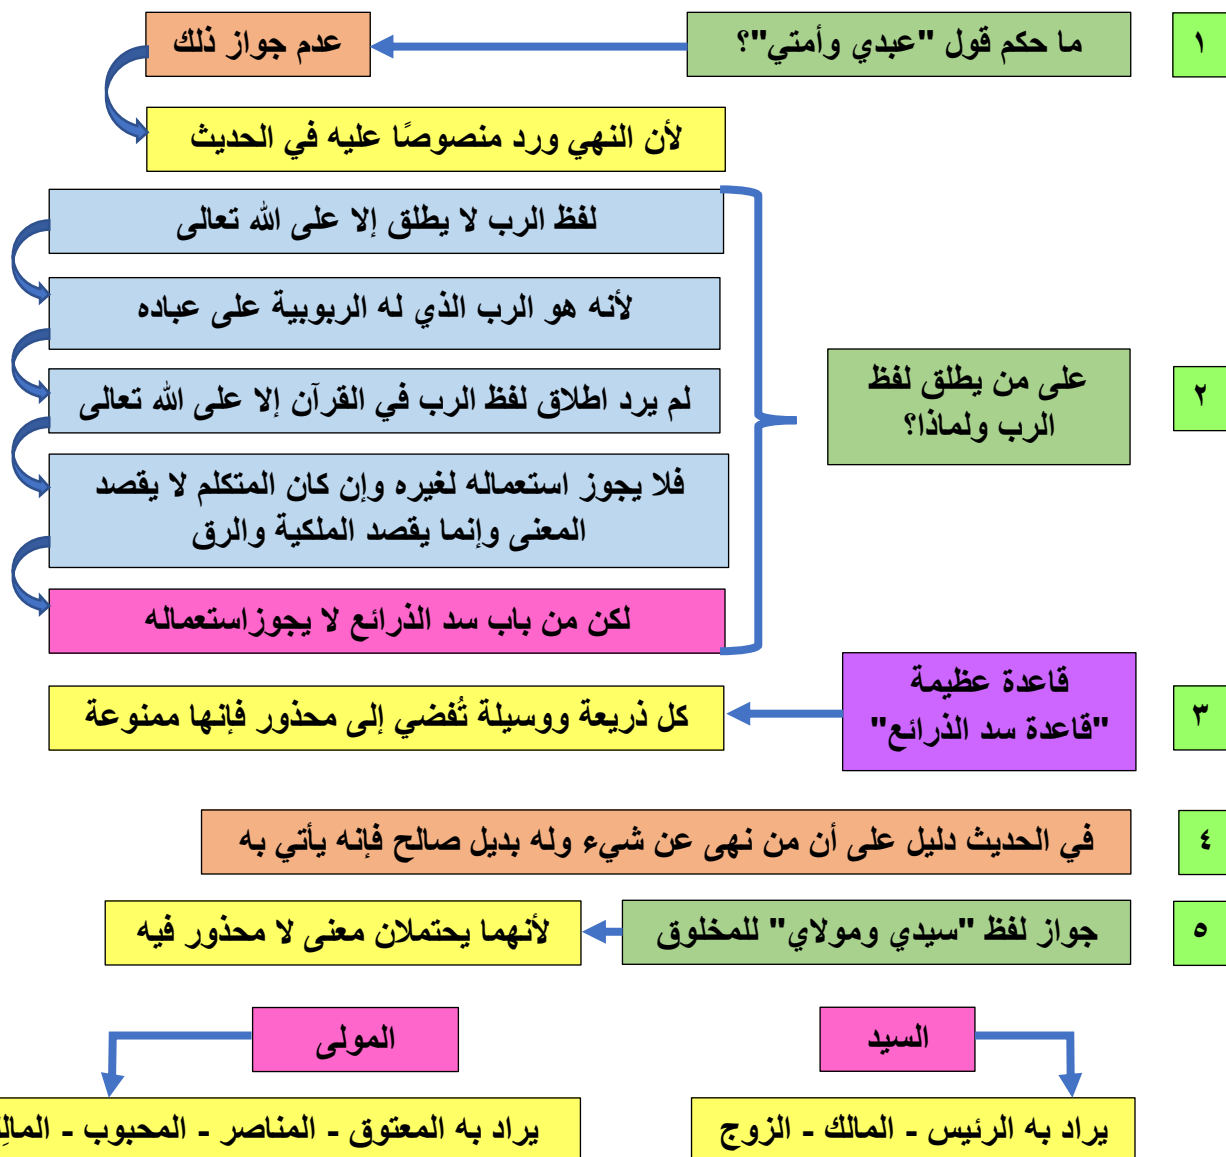 ١
ما حكم قول "عبدي وأمتي"؟
عدم جواز ذلك
لأن النهي ورد منصوصًا عليه في الحديث
٢
على من يطلق لفظ
الرب ولماذا؟
لفظ الرب لا يطلق إلا على الله تعالى
لأنه هو الرب الذي له الربوبية على عباده
لم يرد اطلاق لفظ الرب في القرآن إلا على الله تعالى
فلا يجوز استعماله لغيره وإن كان المتكلم لا يقصد
المعنى وإنما يقصد الملكية والرق
لكن من باب سد الذرائع لا يجوزاستعماله
٣
قاعدة عظيمة
"قاعدة سد الذرائع"
كل ذريعة ووسيلة تُفضي إلى محذور فإنها ممنوعة
٤
في الحديث دليل على أن من نهى عن شيء وله بديل صالح فإنه يأتي به
٥
جواز لفظ "سيدي ومولاي" للمخلوق
لأنهما يحتملان معنى لا محذور فيه
السيد
يراد به الرئيس - المالك - الزوج
المولى
يراد به المعتوق - المناصر - المحبوب -